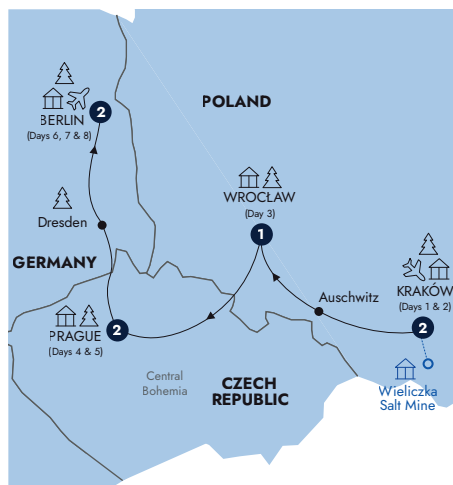 POLAND
2
BERLIN
(Days 6, 7 & 8)
WROCŁAW
(Day 3)
1
Dresden
GERMANY
KRAKÓW
(Days 1 & 2)
Auschwitz
2
PRAGUE
(Days 4 & 5)
2
Wieliczka
Salt Mine
Central
Bohemia
CZECH
REPUBLIC